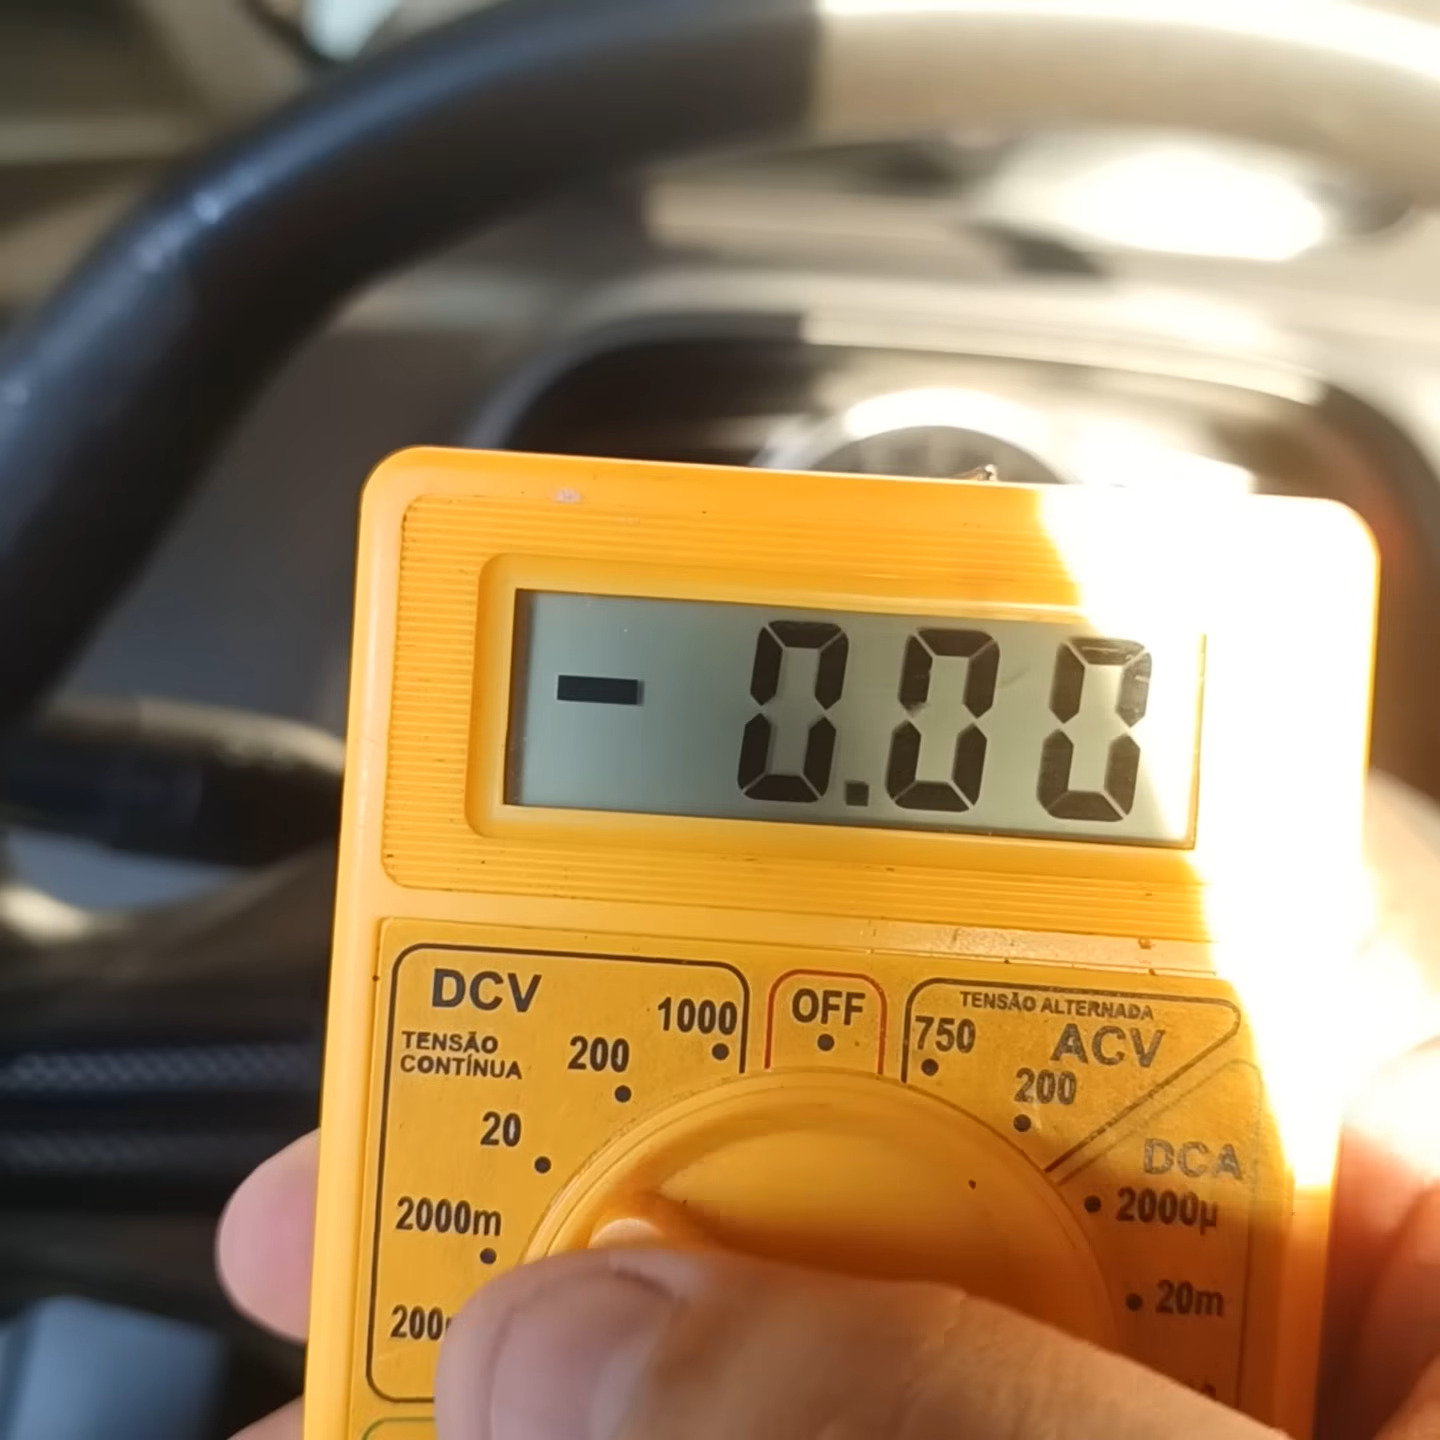 - 0.00
DCV
TENSÃO
CONTÍNUA
1000
200
20
2000m
OFF
TENSÃO ALTERNADA
ACV
750
200
DCA
2000µ
20m